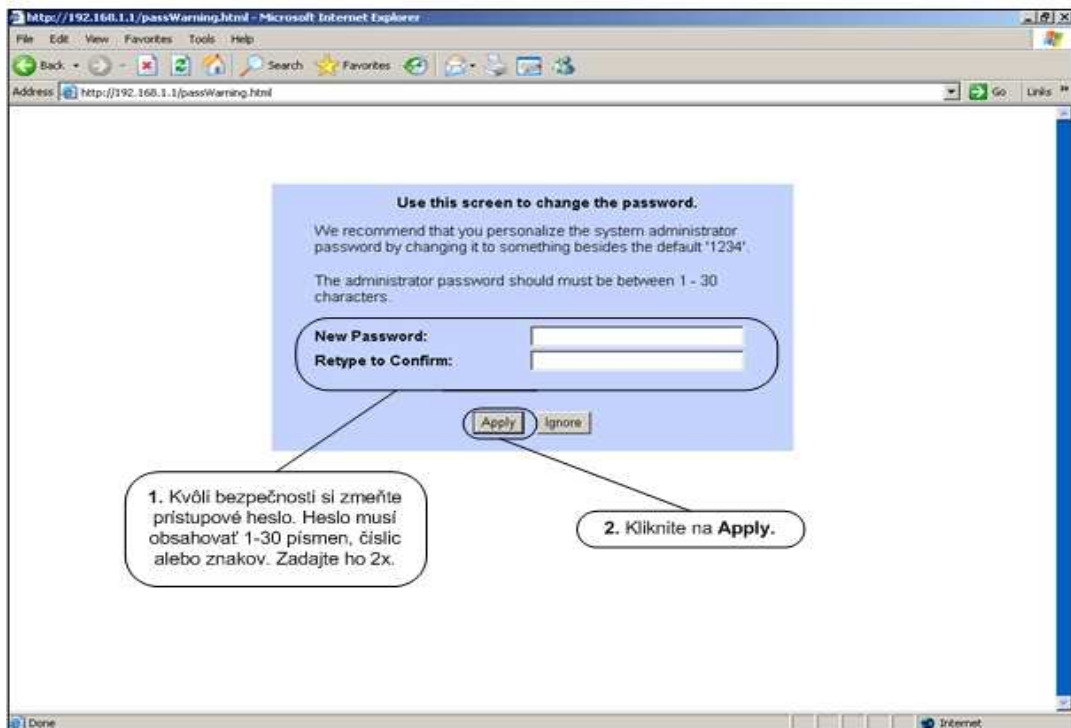 http://192.168.1.1/passWarning.html - Microsoft Internet Explorer
File Edit View Favorites Tools Help
Back Search Favorites
Address http://192.168.1.1/passWarning.html Go Links »
Use this screen to change the password.
We recommend that you personalize the system administrator
password by changing it to something besides the default '1234'.
The administrator password should must be between 1 - 30
characters.
New Password:
Retype to Confirm:
Apply Ignore
1. Kvôli bezpečnosti si zmeňte
prístupové heslo. Heslo musí
obsahovať 1-30 písmen, číslic
alebo znakov. Zadajte ho 2x.
2. Kliknite na Apply.
Done Internet